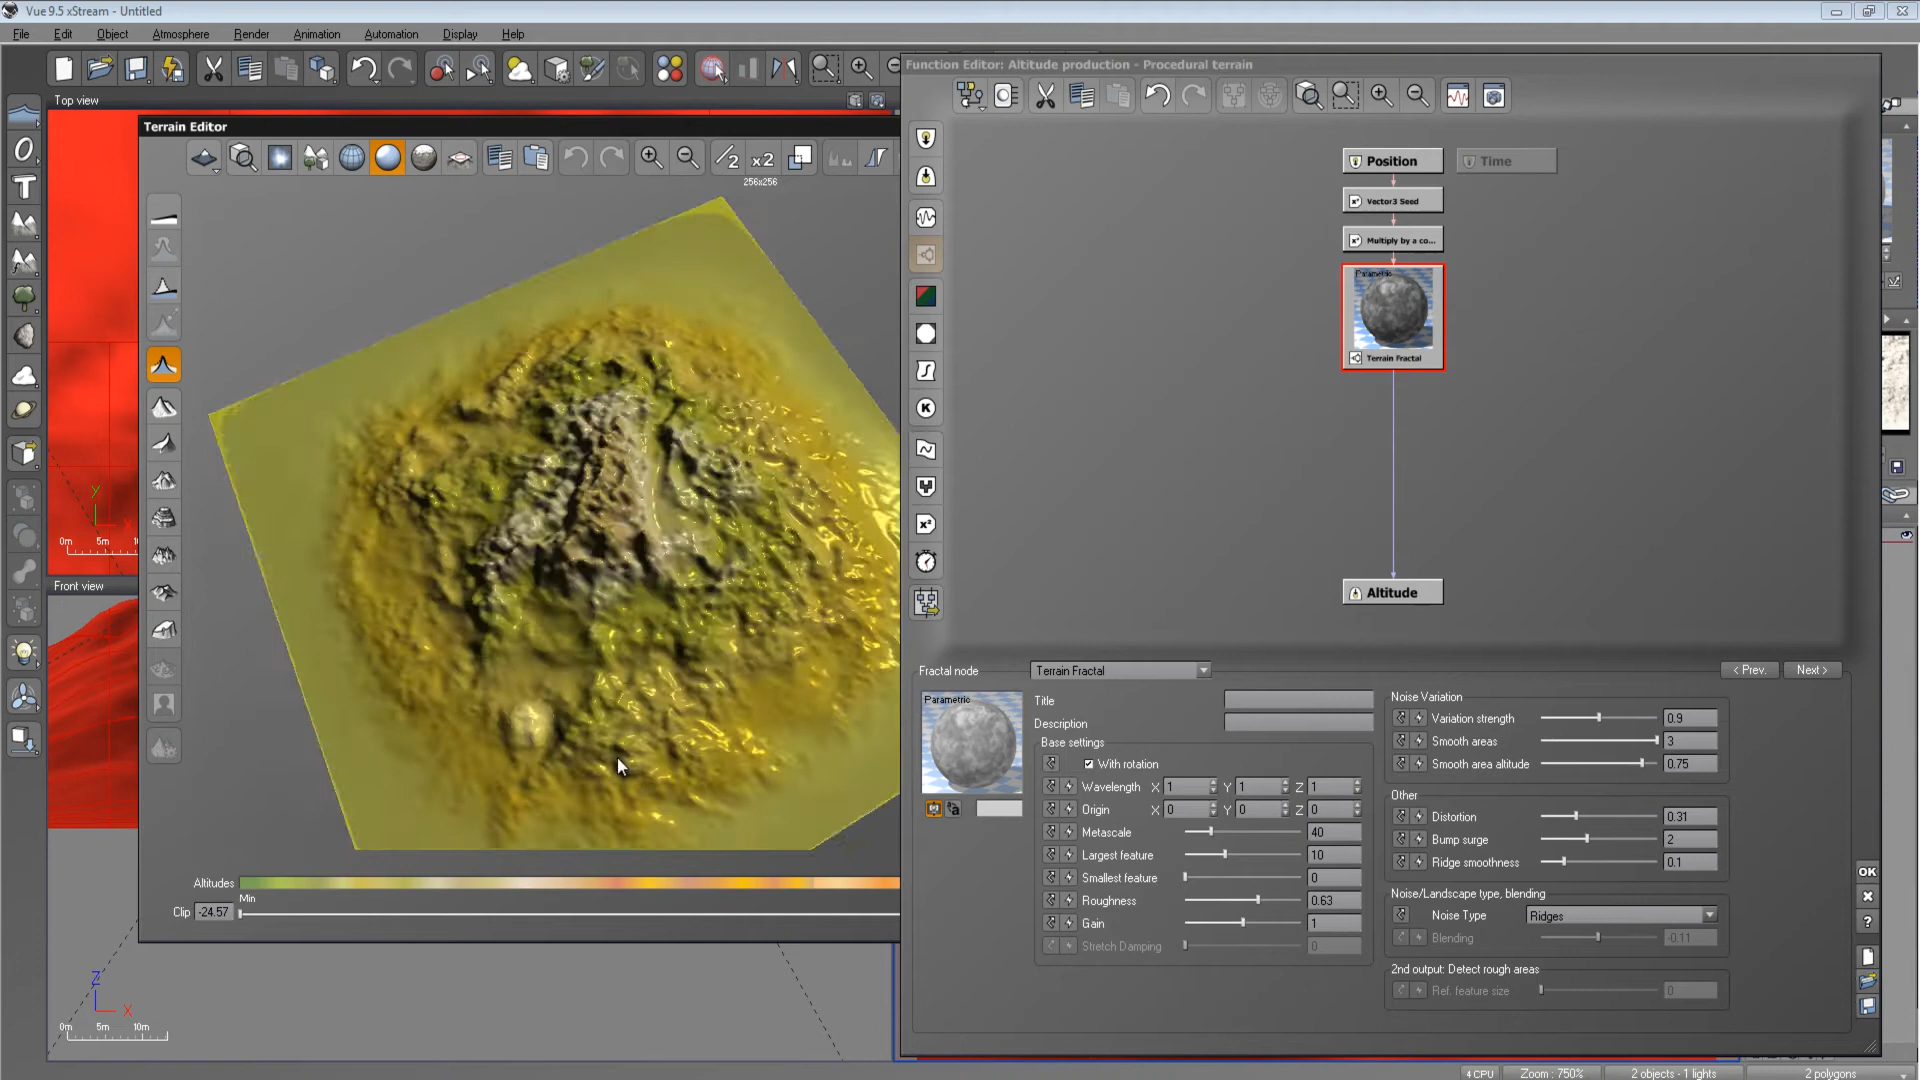 Vue 9.5 xStream - Untitled
File Edit Object Atmosphere Render Animation Automation Display Help
Top view
Terrain Editor
256x256
Y
X
0m 5m 1
Front view
Z
X
0m 5m 10m
Altitudes
Min
Clip -24.57
Function Editor: Altitude production - Procedural terrain
Position
Time
Vector3 Seed
Multiply by a co...
Parametric
Terrain Fractal
Altitude
Fractal node Terrain Fractal < Prev. Next >
Parametric
Title
Description
Base settings
With rotation
Wavelength X 1 Y 1 Z 1
Origin X 0 Y 0 Z 0
Metascale 40
Largest feature 10
Smallest feature 0
Roughness 0.63
Gain 1
Stretch Damping 0
Noise Variation
Variation strength 0.9
Smooth areas 3
Smooth area altitude 0.75
Other
Distortion 0.31
Bump surge 2
Ridge smoothness 0.1
Noise/Landscape type, blending
Noise Type Ridges
Blending -0.11
2nd output: Detect rough areas
Ref. feature size 0
OK
4 CPU Zoom : 750% 2 objects - 1 lights 2 polygons